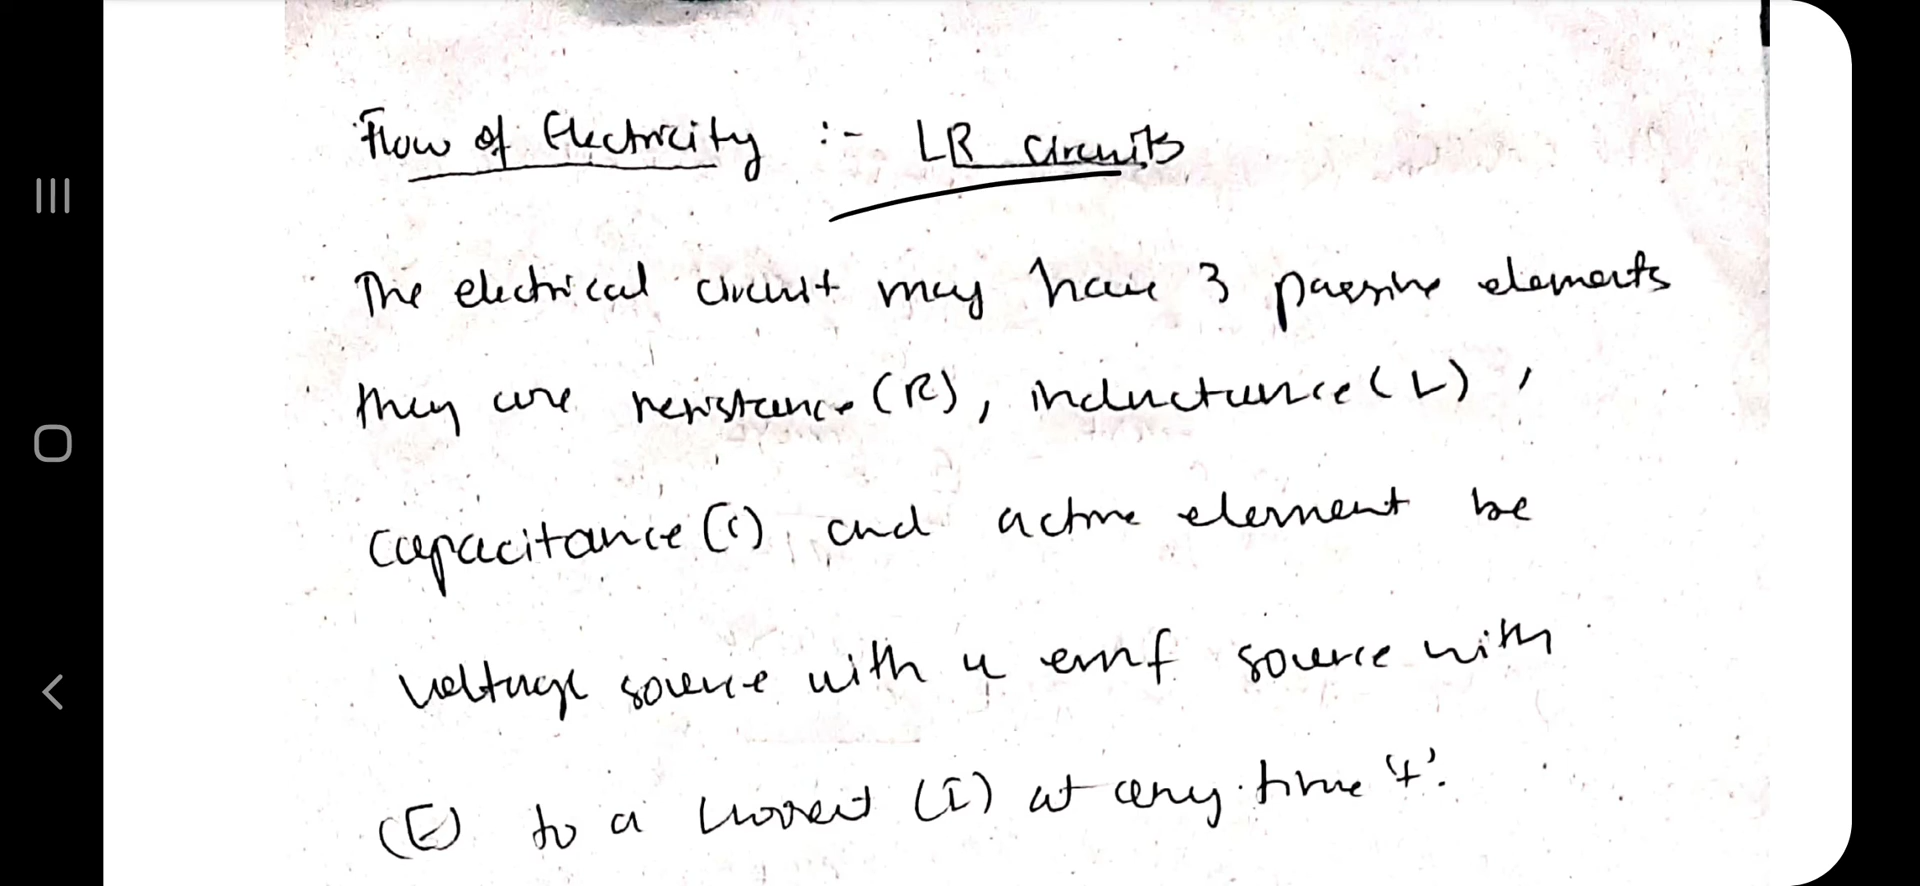 Flow of Electricity :- LR Circuits
The electrical circuit may have 3 passive elements
they are resistance (R), inductance (L),
capacitance (C) and active element be
voltage source with a emf source with
(E) to a current (I) at any time 't'.